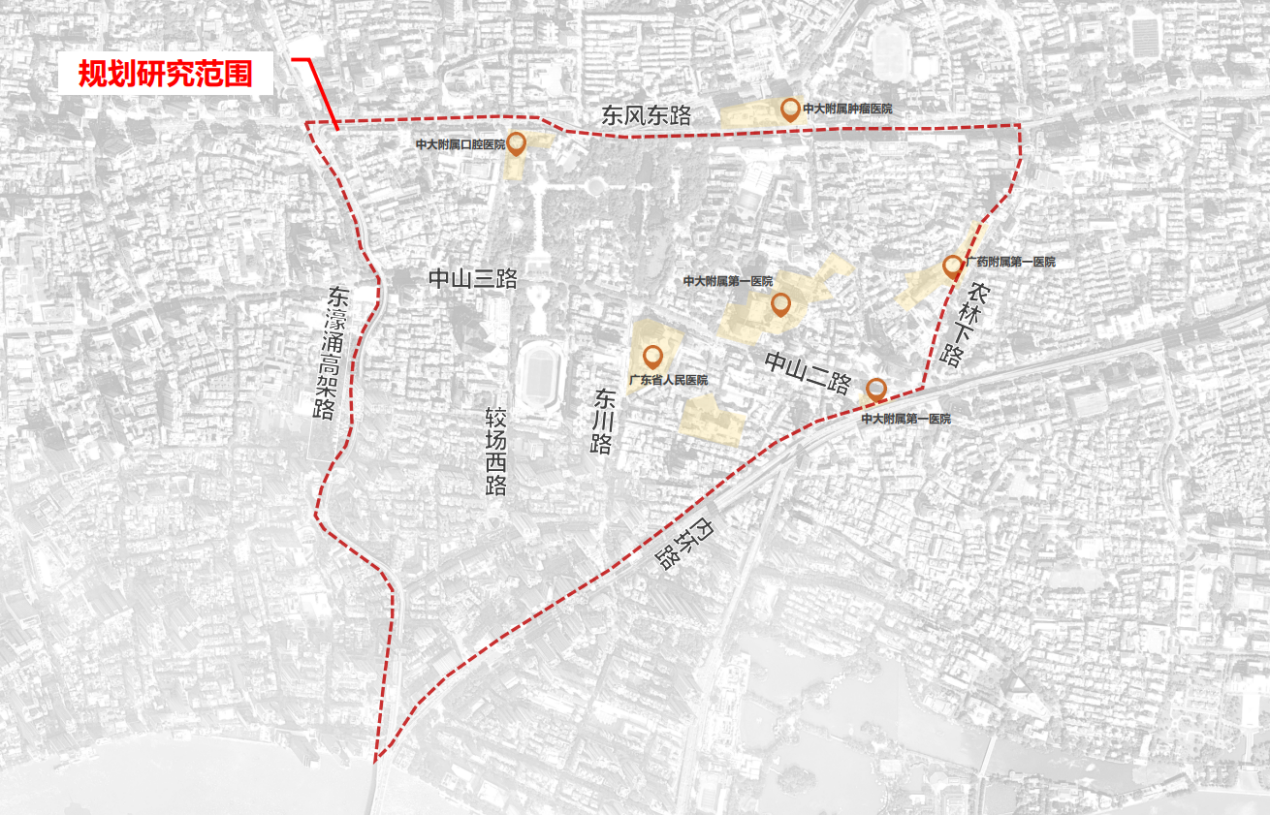 规划研究范围
东风东路
中大附属肿瘤医院
中大附属口腔医院
广药附属第一医院
中山三路
中大附属第一医院
东濠涌高架路
农林下路
中山二路
广东省人民医院
东川路
较场西路
中大附属第一医院
内环路